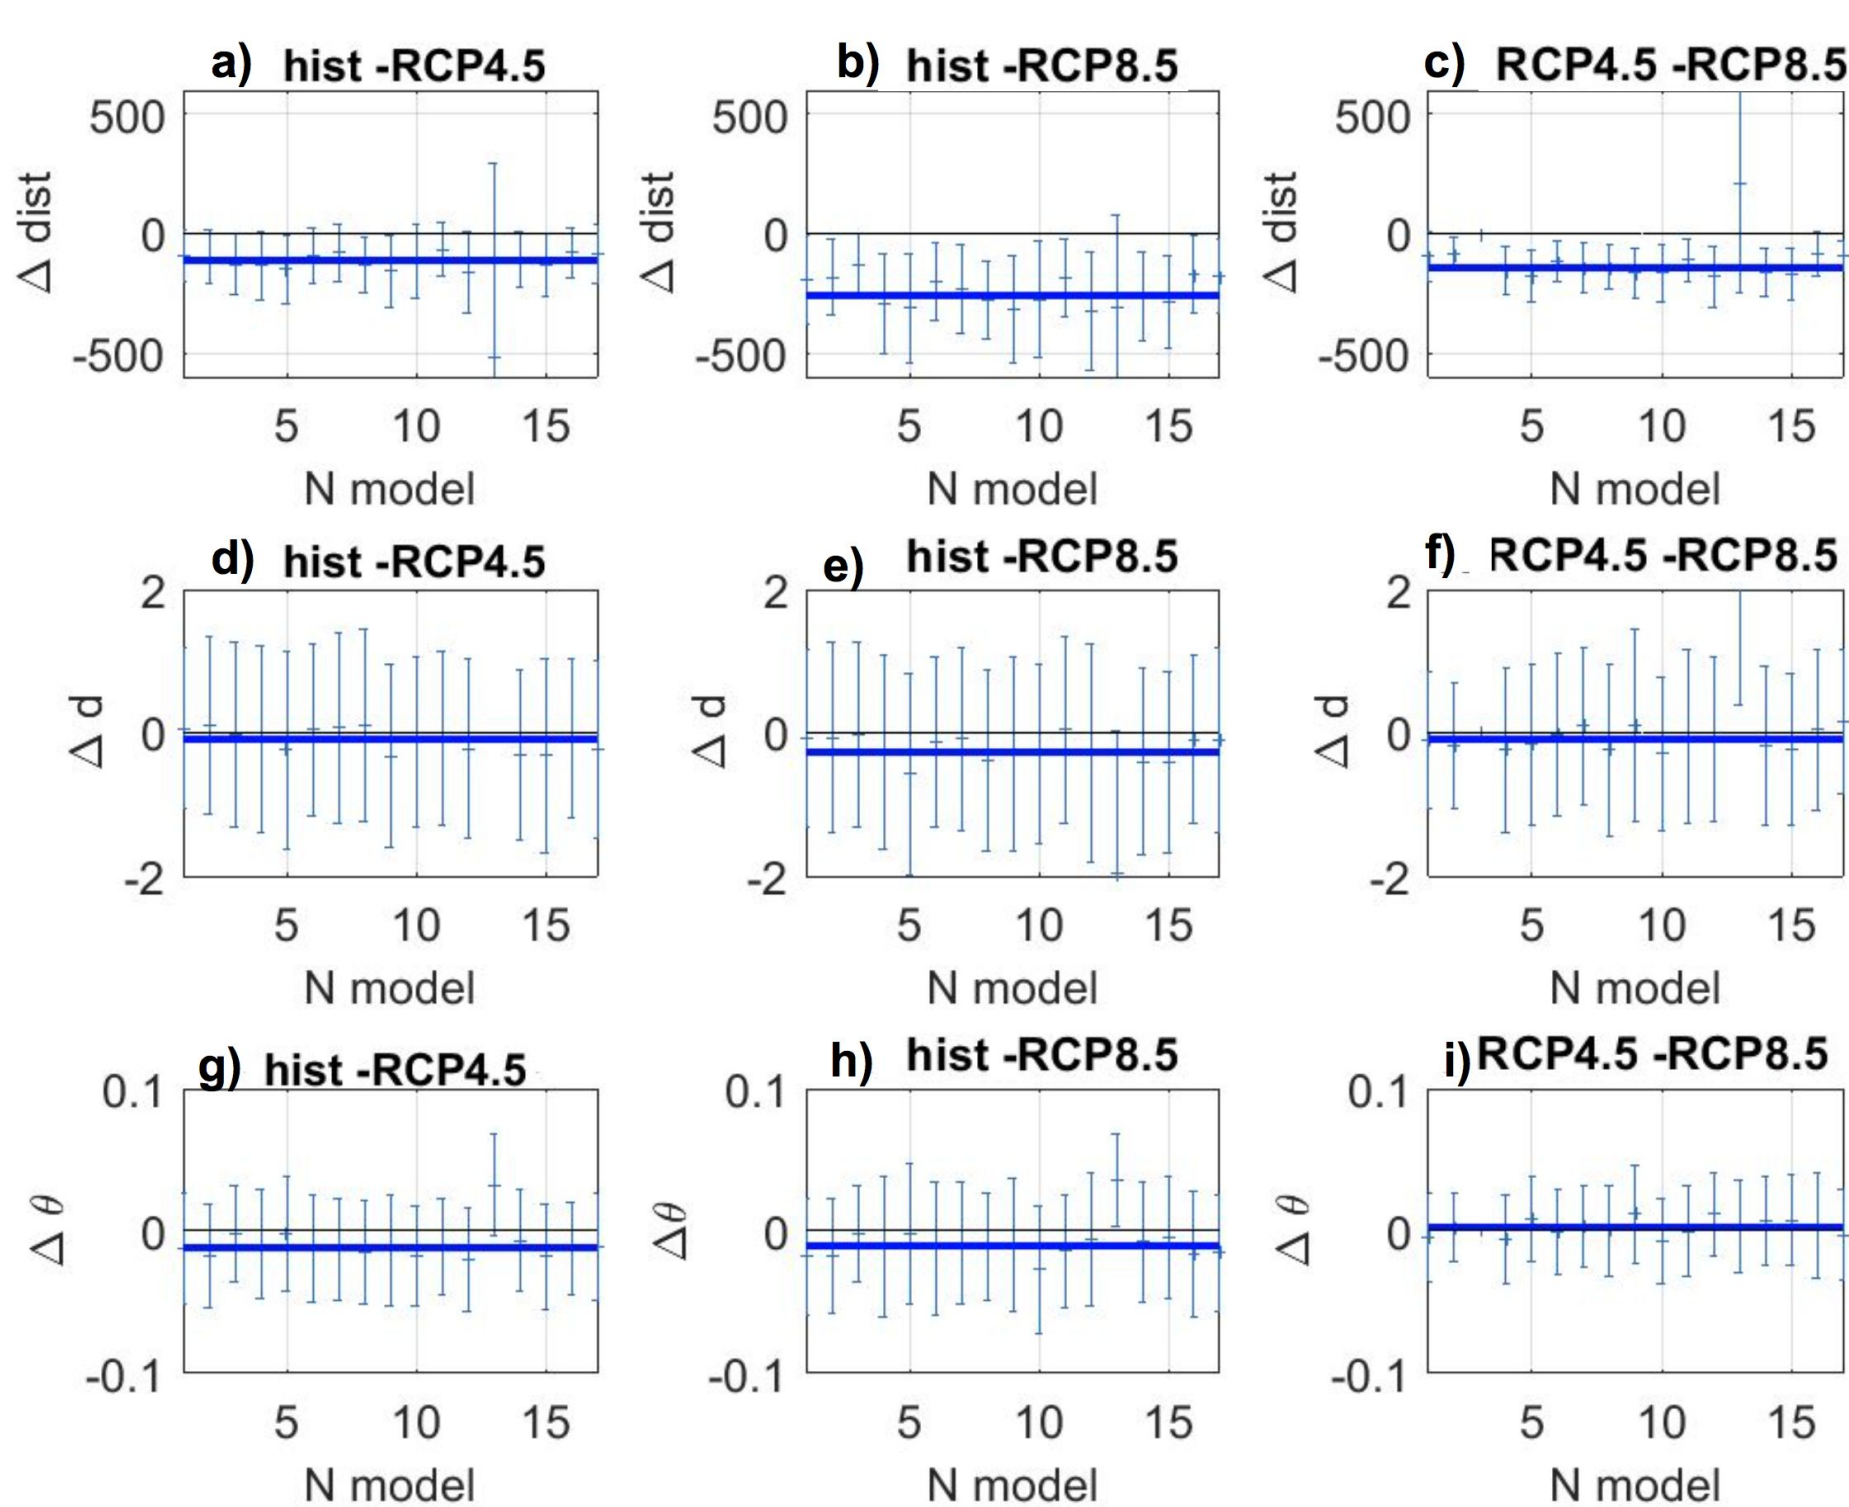 a) hist -RCP4.5
500
0
-500
Δ dist
5 10 15
N model
b) hist -RCP8.5
500
0
-500
Δ dist
5 10 15
N model
c) RCP4.5 -RCP8.5
500
0
-500
Δ dist
5 10 15
N model
d) hist -RCP4.5
2
0
-2
Δ d
5 10 15
N model
e) hist -RCP8.5
2
0
-2
Δ d
5 10 15
N model
f) RCP4.5 -RCP8.5
2
0
-2
Δ d
5 10 15
N model
g) hist -RCP4.5
0.1
0
-0.1
Δ θ
5 10 15
N model
h) hist -RCP8.5
0.1
0
-0.1
Δθ
5 10 15
N model
i) RCP4.5 -RCP8.5
0.1
0
-0.1
Δ θ
5 10 15
N model